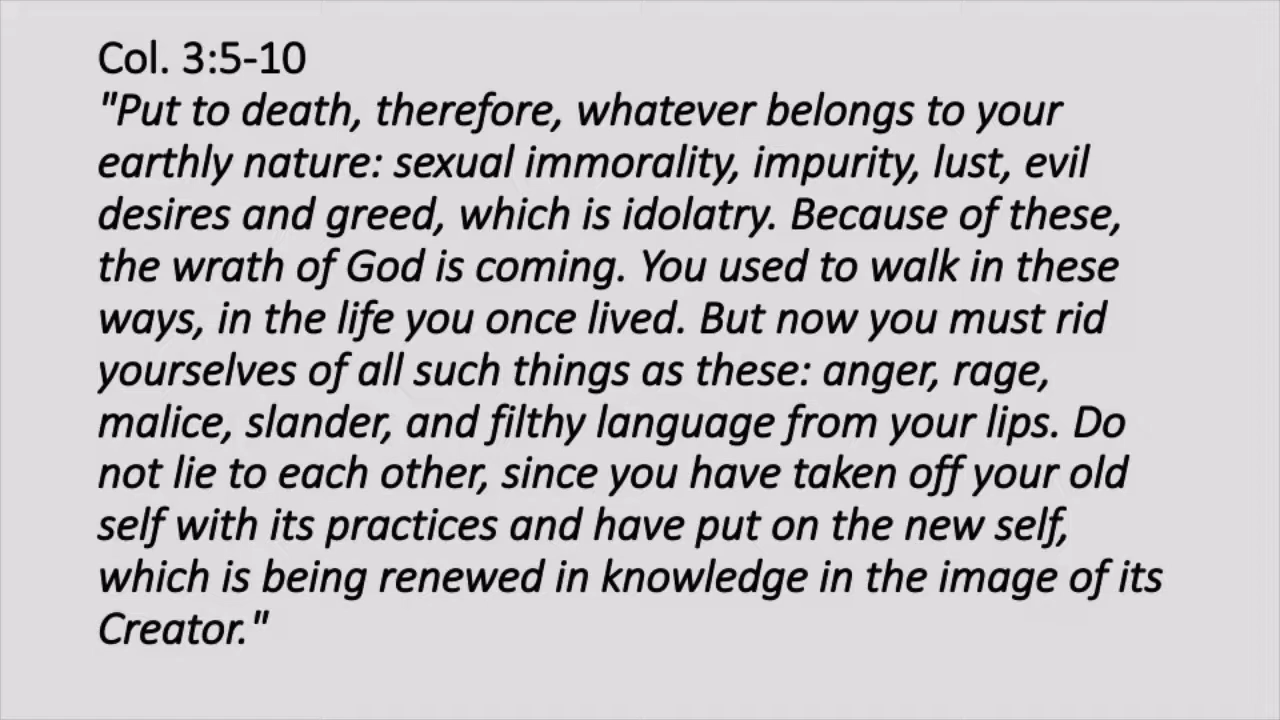 Col. 3:5-10
"Put to death, therefore, whatever belongs to your
earthly nature: sexual immorality, impurity, lust, evil
desires and greed, which is idolatry. Because of these,
the wrath of God is coming. You used to walk in these
ways, in the life you once lived. But now you must rid
yourselves of all such things as these: anger, rage,
malice, slander, and filthy language from your lips. Do
not lie to each other, since you have taken off your old
self with its practices and have put on the new self,
which is being renewed in knowledge in the image of its
Creator."